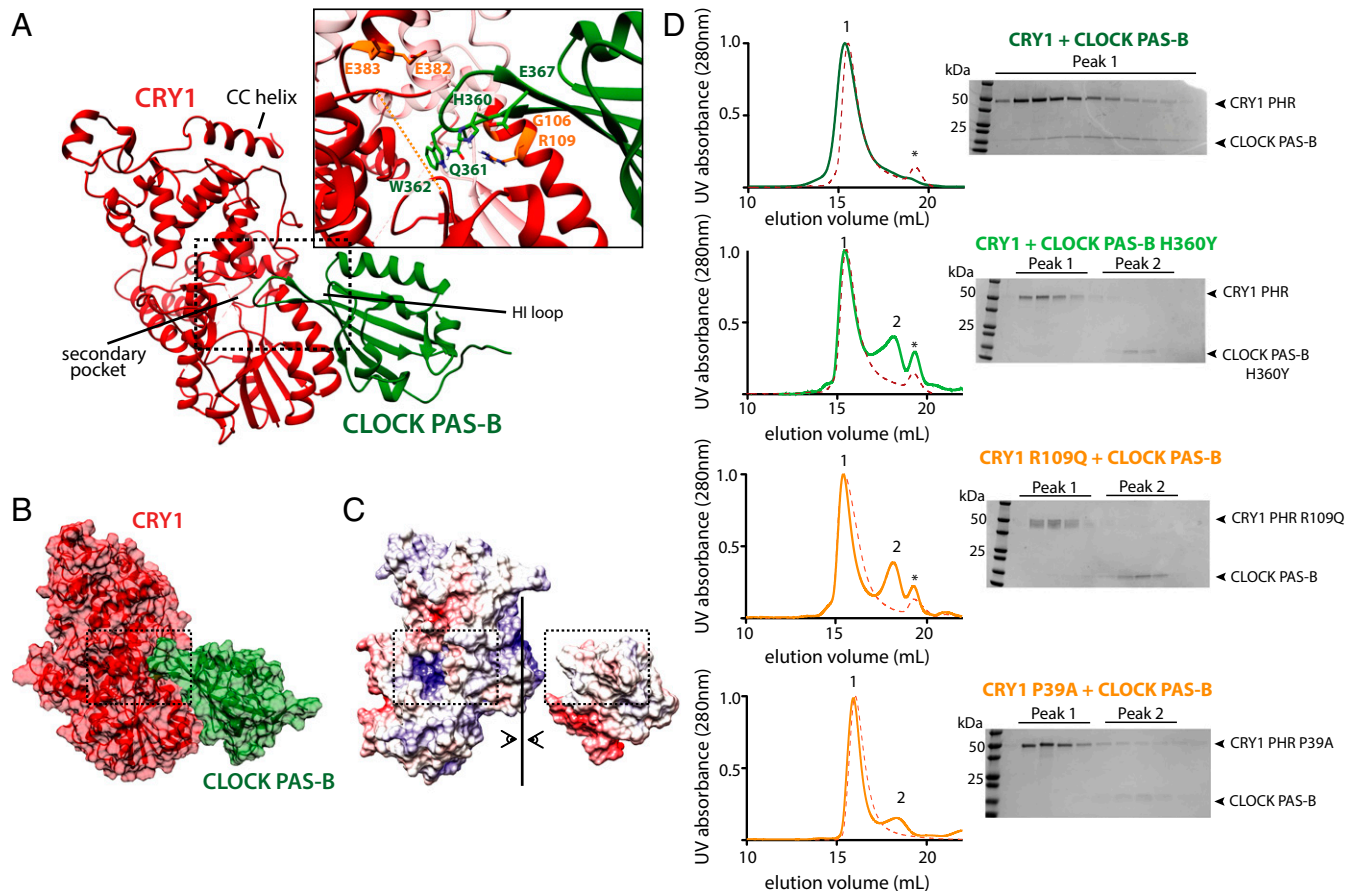 A
CRY1
CC helix
E383
E382
E367
H360
G106
R109
Q361
W362
HI loop
secondary
pocket
CLOCK PAS-B
B
CRY1
CLOCK PAS-B
C
D
UV absorbance (280nm)
1.0
0.5
1
*
10
15
20
elution volume (mL)
CRY1 + CLOCK PAS-B
Peak 1
kDa
50
25
CRY1 PHR
CLOCK PAS-B
UV absorbance (280nm)
1.0
0.5
1
2
*
10
15
20
elution volume (mL)
CRY1 + CLOCK PAS-B H360Y
Peak 1
Peak 2
kDa
50
25
CRY1 PHR
CLOCK PAS-B
H360Y
UV absorbance (280nm)
1.0
0.5
1
2
*
10
15
20
elution volume (mL)
CRY1 R109Q + CLOCK PAS-B
Peak 1
Peak 2
kDa
50
25
CRY1 PHR R109Q
CLOCK PAS-B
UV absorbance (280nm)
1.0
0.5
1
2
10
15
20
elution volume (mL)
CRY1 P39A + CLOCK PAS-B
Peak 1
Peak 2
kDa
50
25
CRY1 PHR P39A
CLOCK PAS-B